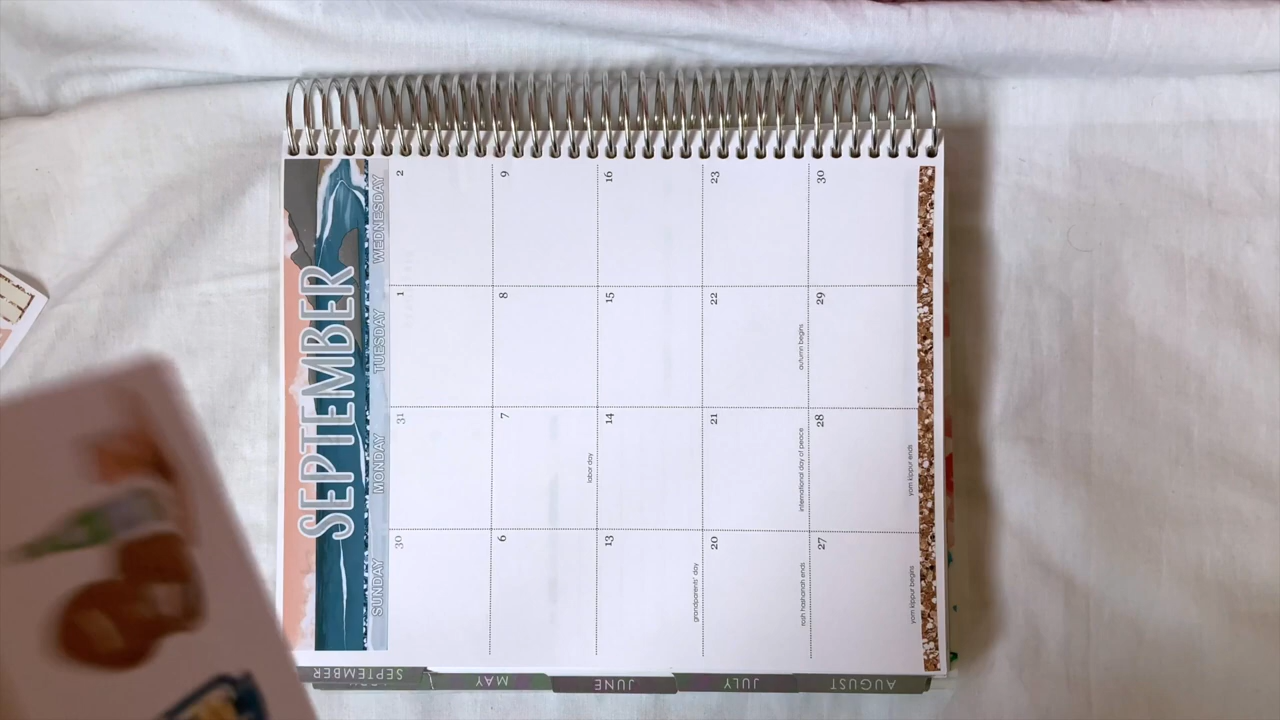 SEPTEMBER
SUNDAY MONDAY TUESDAY WEDNESDAY
30 31 1 2
6 7 8 9
labor day
13 14 15 16
grandparents' day
20 21 22 23
rosh hashanah ends international day of peace autumn begins
27 28 29 30
yom kippur begins yom kippur ends
SEPTEMBER MAY JUNE JULY AUGUST